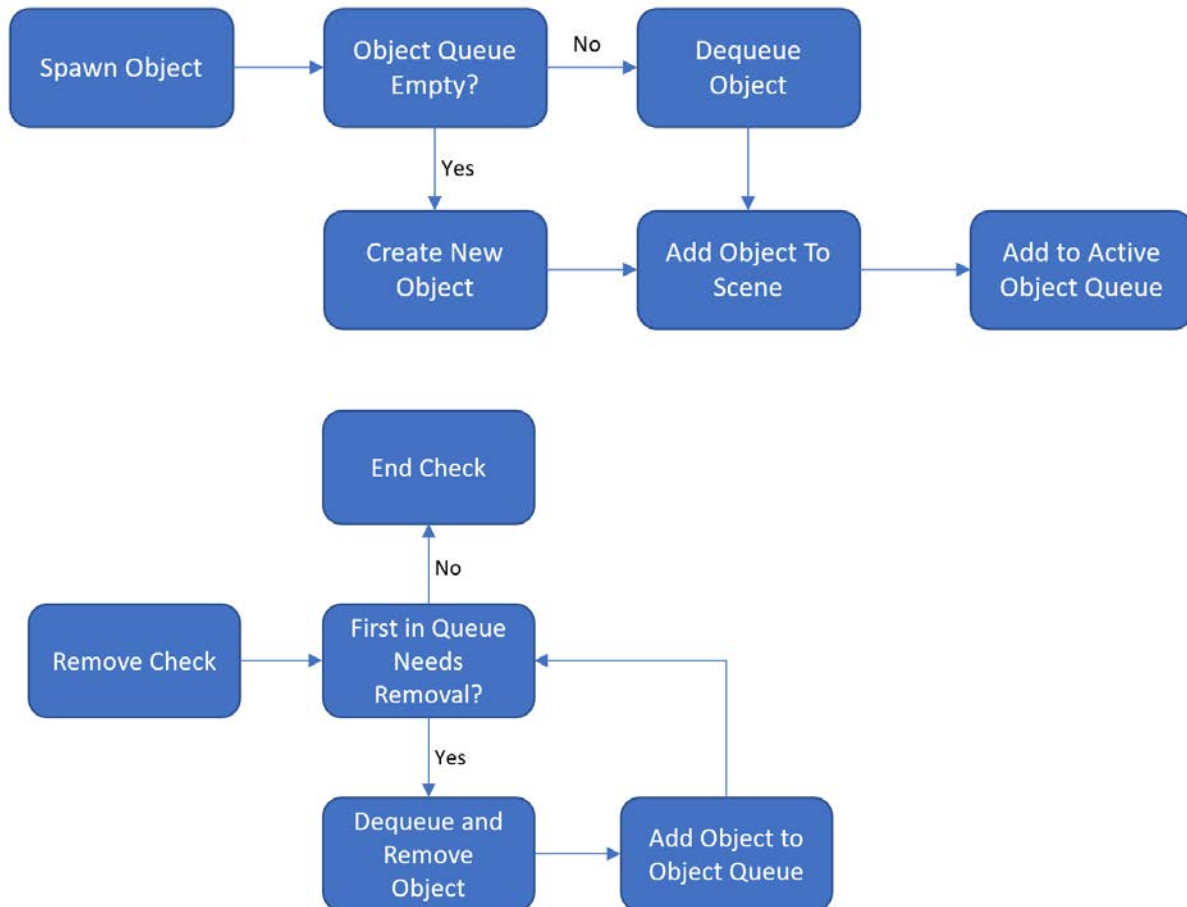 Spawn Object
Object Queue
Empty?
No
Dequeue
Object
Yes
Create New
Object
Add Object To
Scene
Add to Active
Object Queue
End Check
No
Remove Check
First in Queue
Needs
Removal?
Yes
Dequeue and
Remove
Object
Add Object to
Object Queue